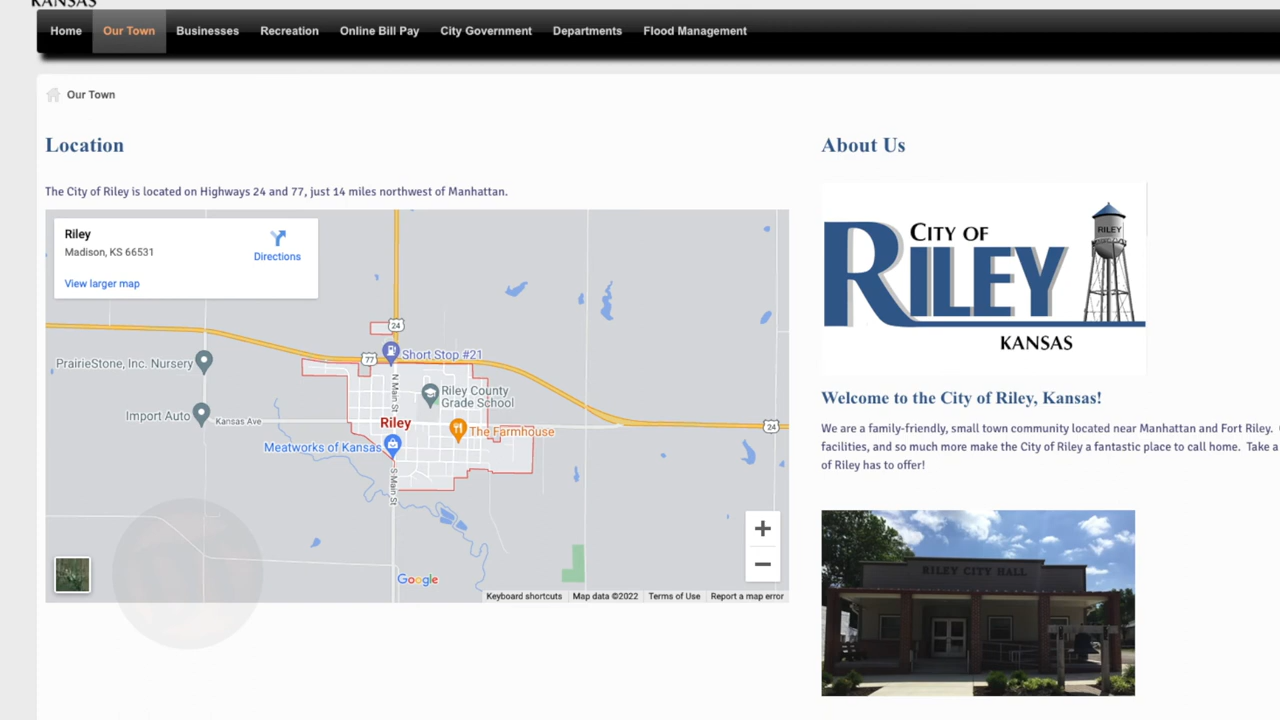 KANSAS
Home Our Town Businesses Recreation Online Bill Pay City Government Departments Flood Management
Our Town
Location
The City of Riley is located on Highways 24 and 77, just 14 miles northwest of Manhattan.
Riley
Madison, KS 66531
Directions
View larger map
24
77
Short Stop #21
PrairieStone, Inc. Nursery
N Main St
Riley County
Grade School
Import Auto
Kansas Ave
Riley
The Farmhouse
24
Meatworks of Kansas
S Main St
Google
Keyboard shortcuts Map data ©2022 Terms of Use Report a map error
About Us
CITY OF
RILEY
RILEY
KANSAS
Welcome to the City of Riley, Kansas!
We are a family-friendly, small town community located near Manhattan and Fort Riley.
facilities, and so much more make the City of Riley a fantastic place to call home. Take a
of Riley has to offer!
RILEY CITY HALL